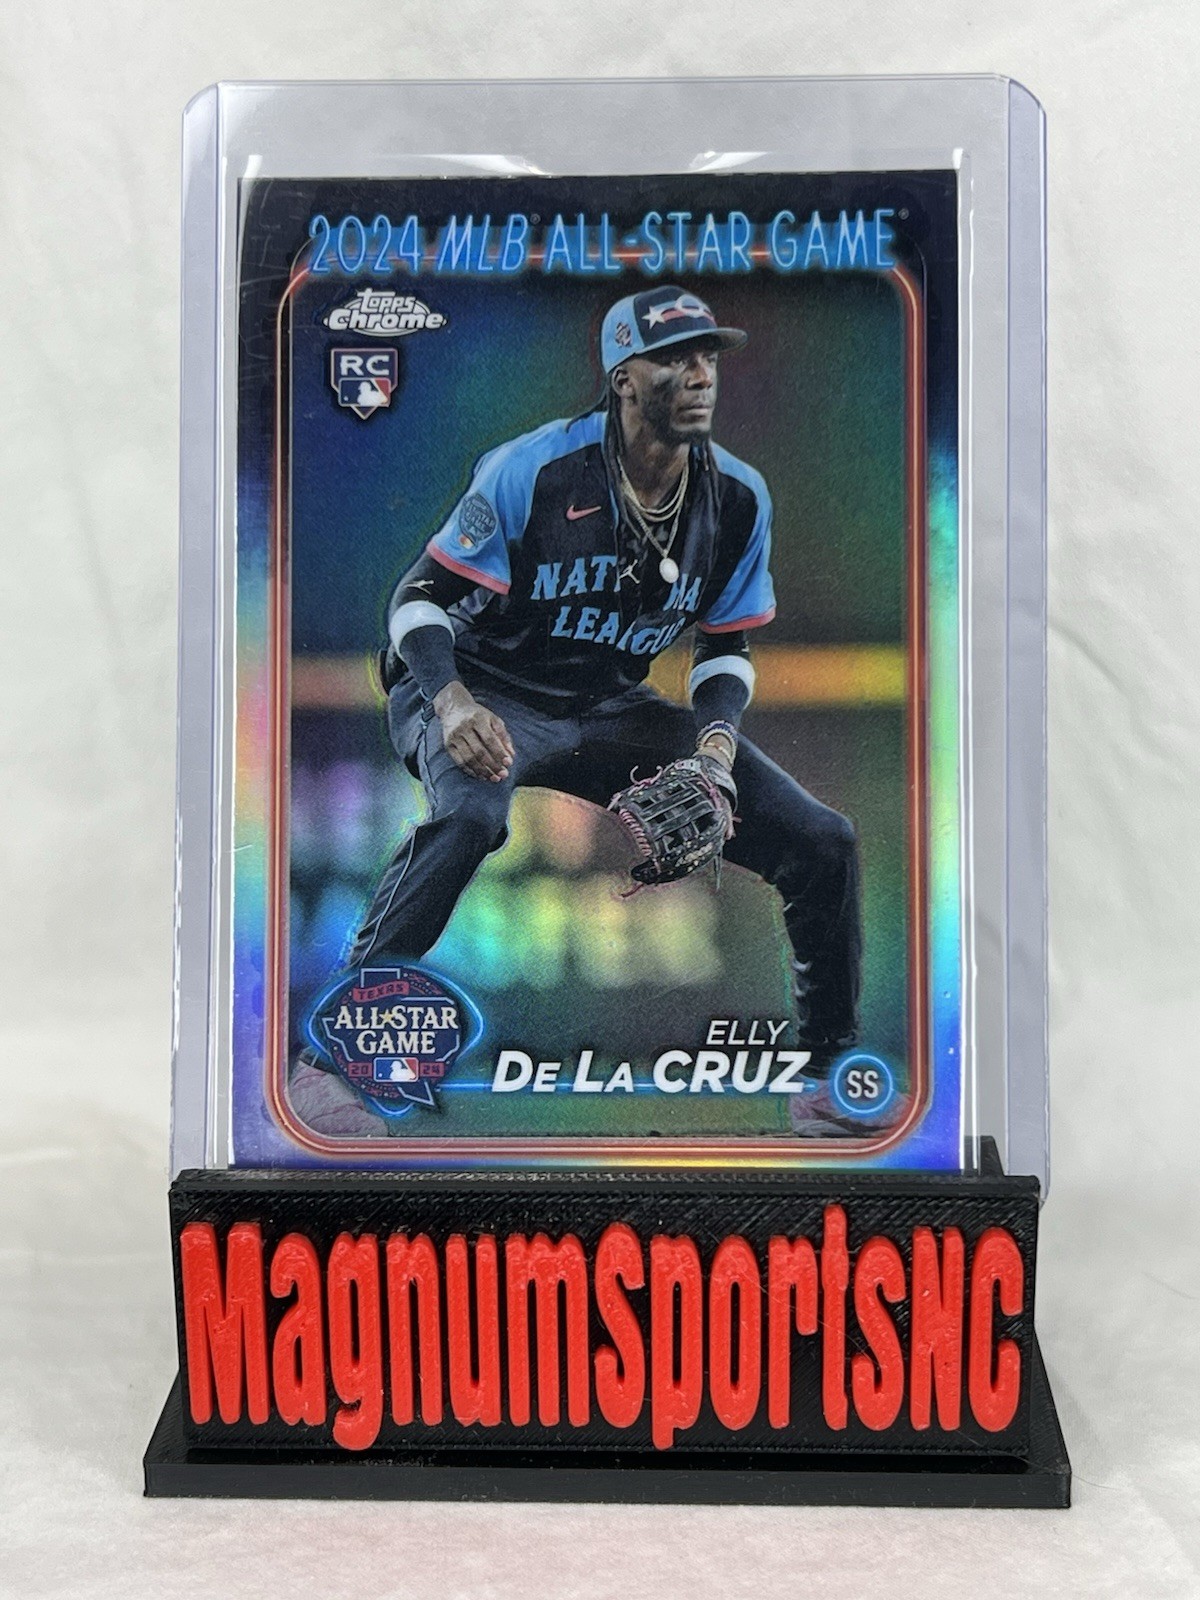 2024 MLB® ALL-STAR GAME®
Topps
Chrome
RC
NATIONAL
LEAGUE
TEXAS
ALL★STAR
GAME
20 24
ELLY
DE LA CRUZ
SS
MagnumSportsNC